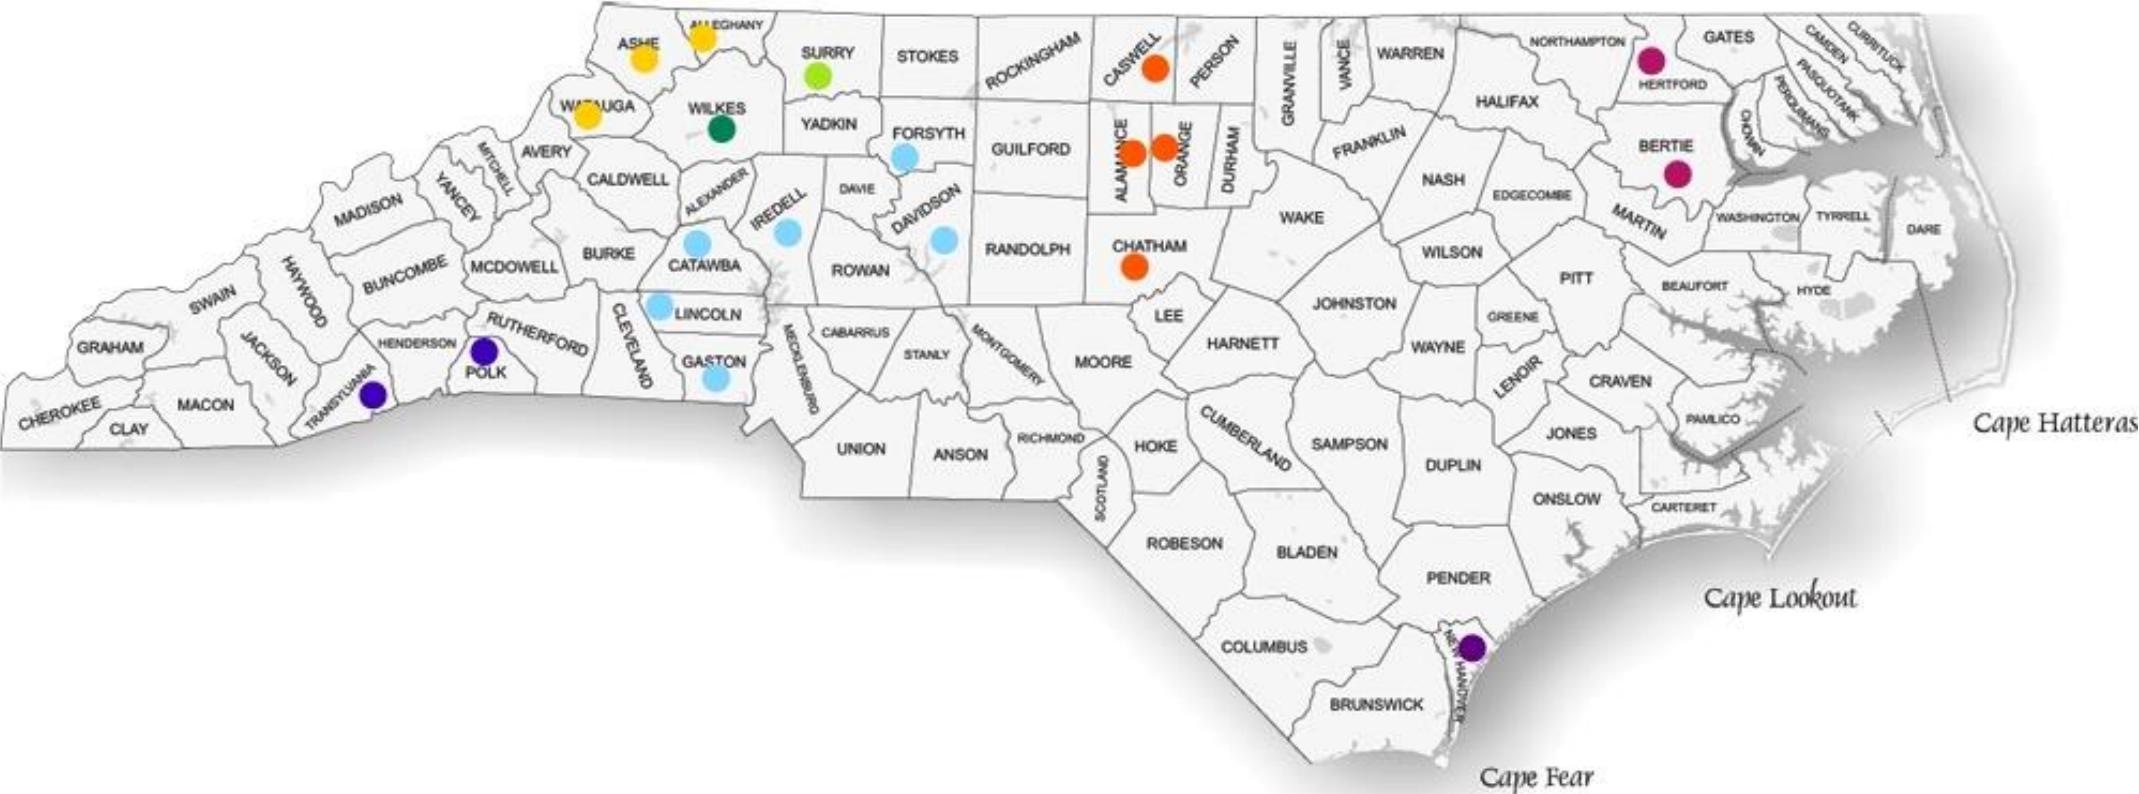 ALLEGHANY
ASHE
SURRY
STOKES
ROCKINGHAM
CASWELL
PERSON
GRANVILLE
VANCE
WARREN
NORTHAMPTON
GATES
CAMDEN
CURRITUCK
PASQUOTANK
PERQUIMANS
CHOWAN
HERTFORD
HALIFAX
WATAUGA
WILKES
YADKIN
FORSYTH
GUILFORD
ALAMANCE
ORANGE
DURHAM
FRANKLIN
BERTIE
MITCHELL
AVERY
CALDWELL
ALEXANDER
IREDELL
DAVIE
DAVIDSON
NASH
EDGECOMBE
MARTIN
WASHINGTON
TYRRELL
DARE
MADISON
YANCEY
WAKE
RANDOLPH
CHATHAM
WILSON
PITT
BEAUFORT
HYDE
HAYWOOD
BUNCOMBE
MCDOWELL
BURKE
CATAWBA
ROWAN
SWAIN
JOHNSTON
GREENE
LEE
LINCOLN
CLEVELAND
RUTHERFORD
GRAHAM
JACKSON
HENDERSON
POLK
GASTON
MECKLENBURG
CABARRUS
STANLY
MONTGOMERY
MOORE
HARNETT
WAYNE
LENOIR
CRAVEN
PAMLICO
CHEROKEE
CLAY
MACON
TRANSYLVANIA
UNION
ANSON
RICHMOND
SCOTLAND
HOKE
CUMBERLAND
SAMPSON
DUPLIN
JONES
ONSLOW
CARTERET
Cape Hatteras
ROBESON
BLADEN
PENDER
Cape Lookout
COLUMBUS
NEW HANOVER
BRUNSWICK
Cape Fear